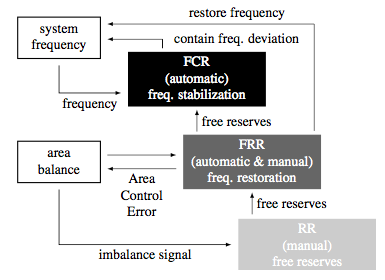 restore frequency
system
frequency
contain freq. deviation
FCR
(automatic)
freq. stabilization
frequency
free reserves
area
balance
FRR
(automatic & manual)
freq. restoration
Area
Control
Error
free reserves
RR
(manual)
free reserves
imbalance signal